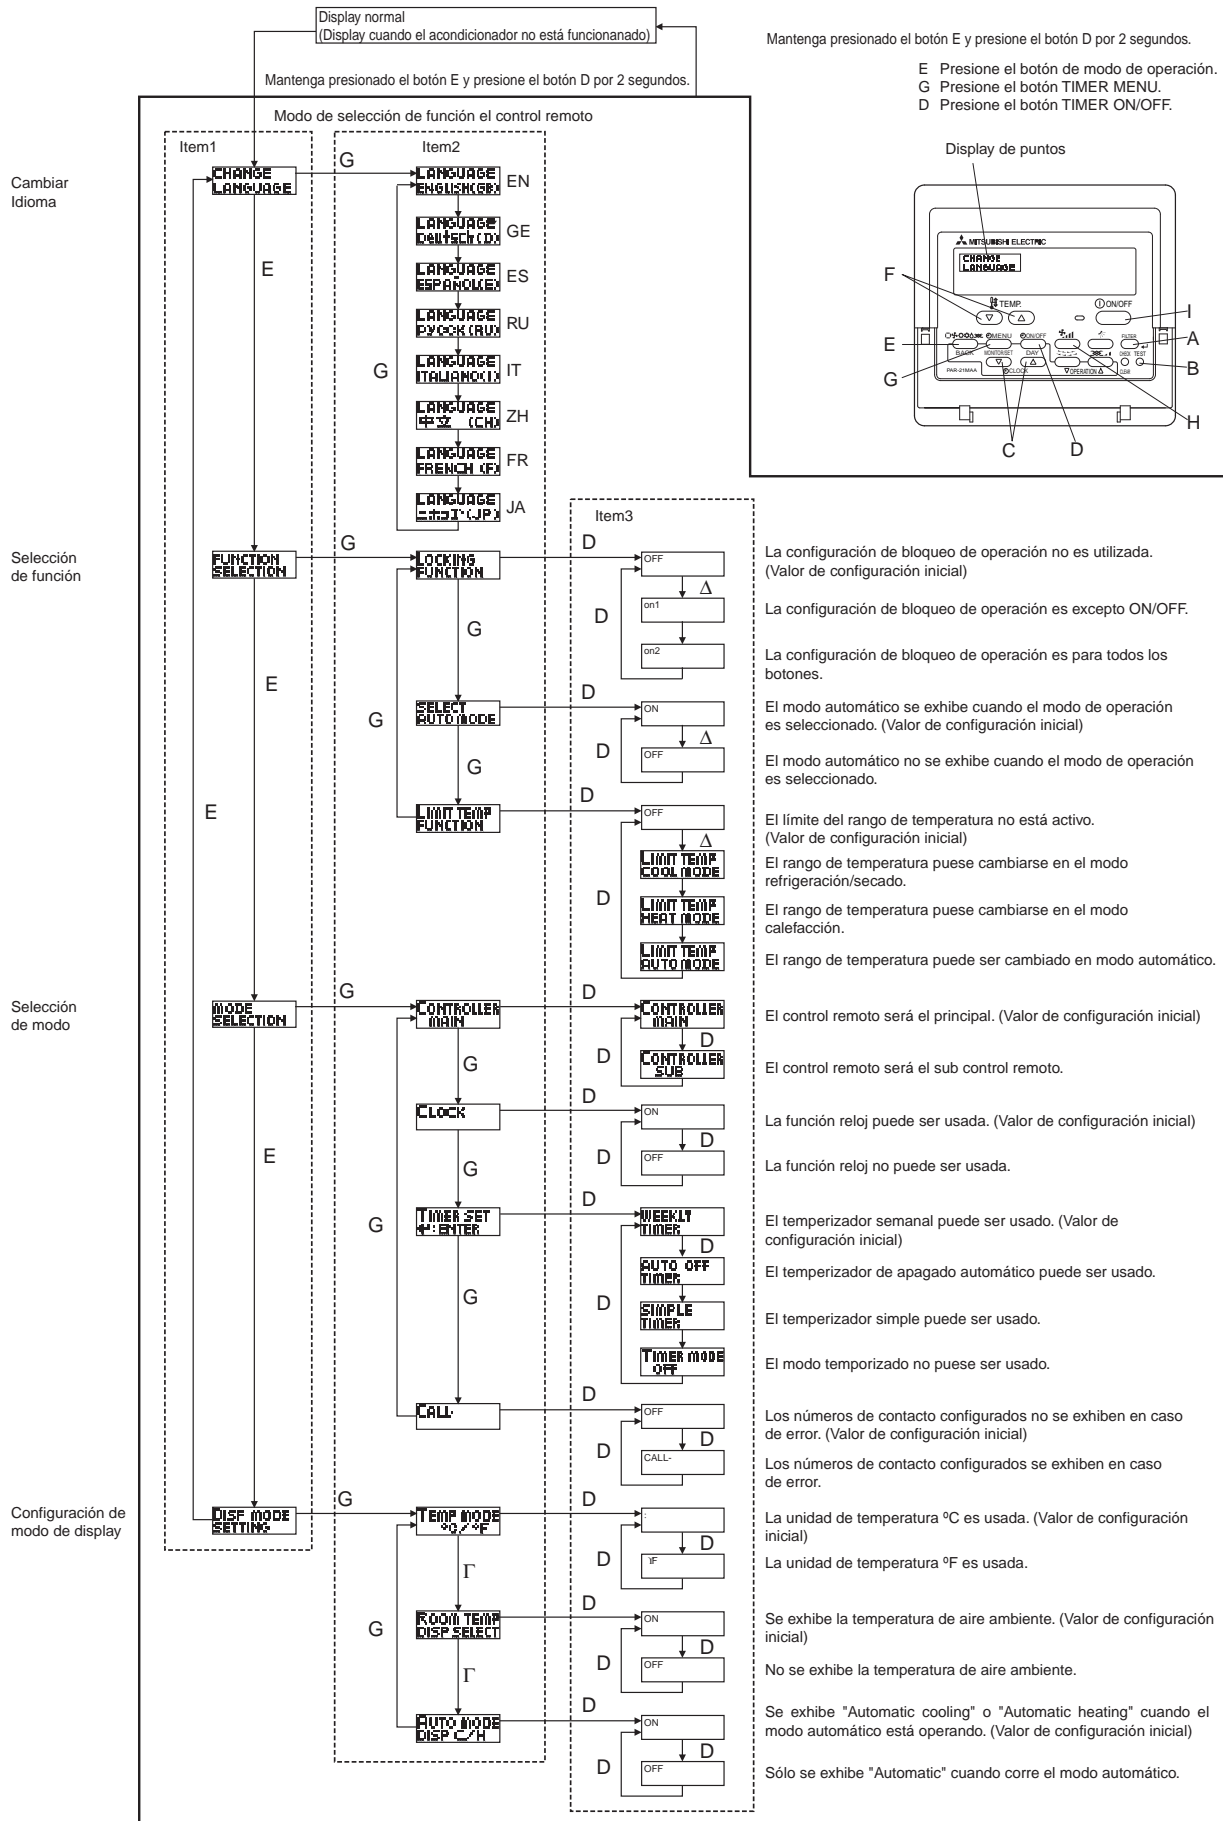 Display normal
(Display cuando el acondicionador no está funcionanado)
Mantenga presionado el botón E y presione el botón D por 2 segundos.
Mantenga presionado el botón E y presione el botón D por 2 segundos.
E Presione el botón de modo de operación.
G Presione el botón TIMER MENU.
D Presione el botón TIMER ON/OFF.
Display de puntos
MITSUBISHI ELECTRIC
CHANGE
LANGUAGE
TEMP.
ON/OFF
MENU
ON/OFF
FILTER
BACK
MONITOR/SET
DAY
CHECK TEST
PAR-21MAA
CLOCK
OPERATION
CLEAR
F
E
G
C
D
I
A
B
H
Modo de selección de función el control remoto
Item1
Item2
Cambiar
Idioma
CHANGE
LANGUAGE
G
LANGUAGE
ENGLISH(GB)
EN
LANGUAGE
Deutsch(D)
GE
E
LANGUAGE
ESPAÑOL(E)
ES
LANGUAGE
РУССК(RU)
RU
G
LANGUAGE
ITALIANO(I)
IT
LANGUAGE
中文 (CH)
ZH
LANGUAGE
FRENCH (F)
FR
LANGUAGE
ニホンゴ(JP)
JA
Item3
Selección
de función
FUNCTION
SELECTION
G
LOCKING
FUNCTION
D
OFF
La configuración de bloqueo de operación no es utilizada.
(Valor de configuración inicial)
Δ
D
on1
La configuración de bloqueo de operación es excepto ON/OFF.
G
on2
La configuración de bloqueo de operación es para todos los
botones.
E
G
SELECT
AUTO MODE
D
ON
El modo automático se exhibe cuando el modo de operación
es seleccionado. (Valor de configuración inicial)
Δ
D
OFF
El modo automático no se exhibe cuando el modo de operación
es seleccionado.
G
E
LIMIT TEMP
FUNCTION
D
OFF
El límite del rango de temperatura no está activo.
(Valor de configuración inicial)
Δ
LIMIT TEMP
COOL MODE
El rango de temperatura puese cambiarse en el modo
refrigeración/secado.
D
LIMIT TEMP
HEAT MODE
El rango de temperatura puese cambiarse en el modo
calefacción.
LIMIT TEMP
AUTO MODE
El rango de temperatura puede ser cambiado en modo automático.
Selección
de modo
MODE
SELECTION
G
CONTROLLER
MAIN
D
CONTROLLER
MAIN
El control remoto será el principal. (Valor de configuración inicial)
D
D
G
CONTROLLER
SUB
El control remoto será el sub control remoto.
CLOCK
D
ON
La función reloj puede ser usada. (Valor de configuración inicial)
D
E
G
D
OFF
La función reloj no puede ser usada.
G
TIMER SET
↵:ENTER
D
WEEKLY
TIMER
El temperizador semanal puede ser usado. (Valor de
configuración inicial)
D
AUTO OFF
TIMER
El temperizador de apagado automático puede ser usado.
G
D
SIMPLE
TIMER
El temperizador simple puede ser usado.
TIMER MODE
OFF
El modo temporizado no puese ser usado.
CALL-
D
OFF
Los números de contacto configurados no se exhiben en caso
de error. (Valor de configuración inicial)
D
D
CALL-
Los números de contacto configurados se exhiben en caso
de error.
Configuración de
modo de display
DISP MODE
SETTING
G
TEMP MODE
ºC/ºF
D
:
La unidad de temperatura ºC es usada. (Valor de configuración
inicial)
D
D
F
La unidad de temperatura ºF es usada.
Γ
G
ROOM TEMP
DISP SELECT
D
ON
Se exhibe la temperatura de aire ambiente. (Valor de configuración
inicial)
D
D
OFF
No se exhibe la temperatura de aire ambiente.
Γ
AUTO MODE
DISP C/H
D
ON
Se exhibe "Automatic cooling" o "Automatic heating" cuando el
modo automático está operando. (Valor de configuración inicial)
D
D
OFF
Sólo se exhibe "Automatic" cuando corre el modo automático.